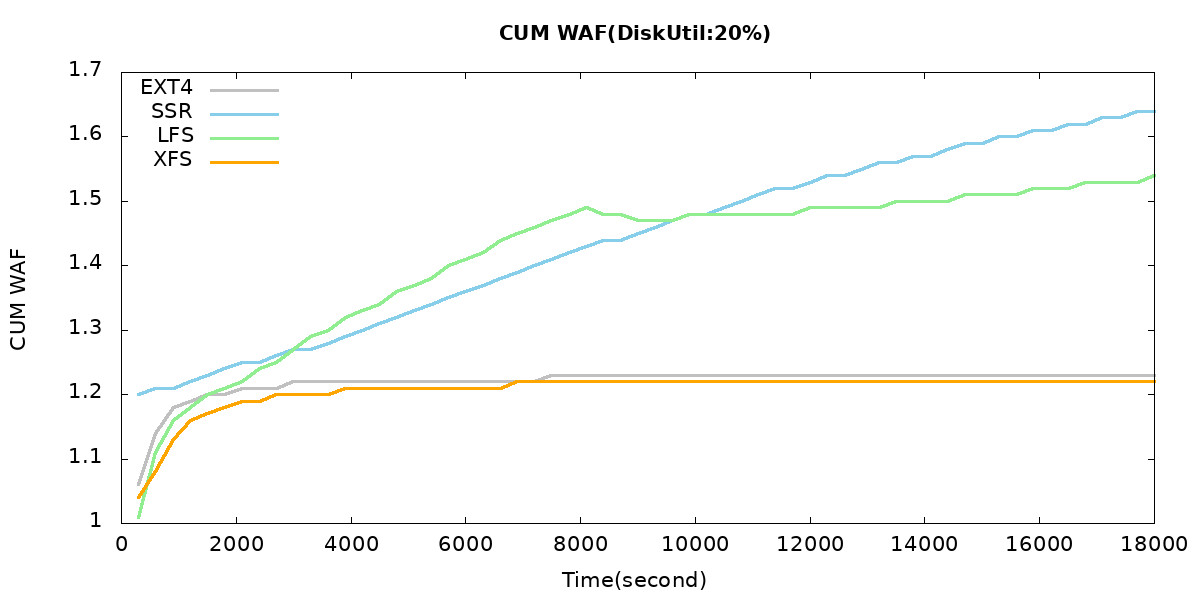 CUM WAF(DiskUtil:20%)
1.7
1.6
1.5
1.4
1.3
1.2
1.1
1
CUM WAF
EXT4
SSR
LFS
XFS
0 2000 4000 6000 8000 10000 12000 14000 16000 18000
Time(second)